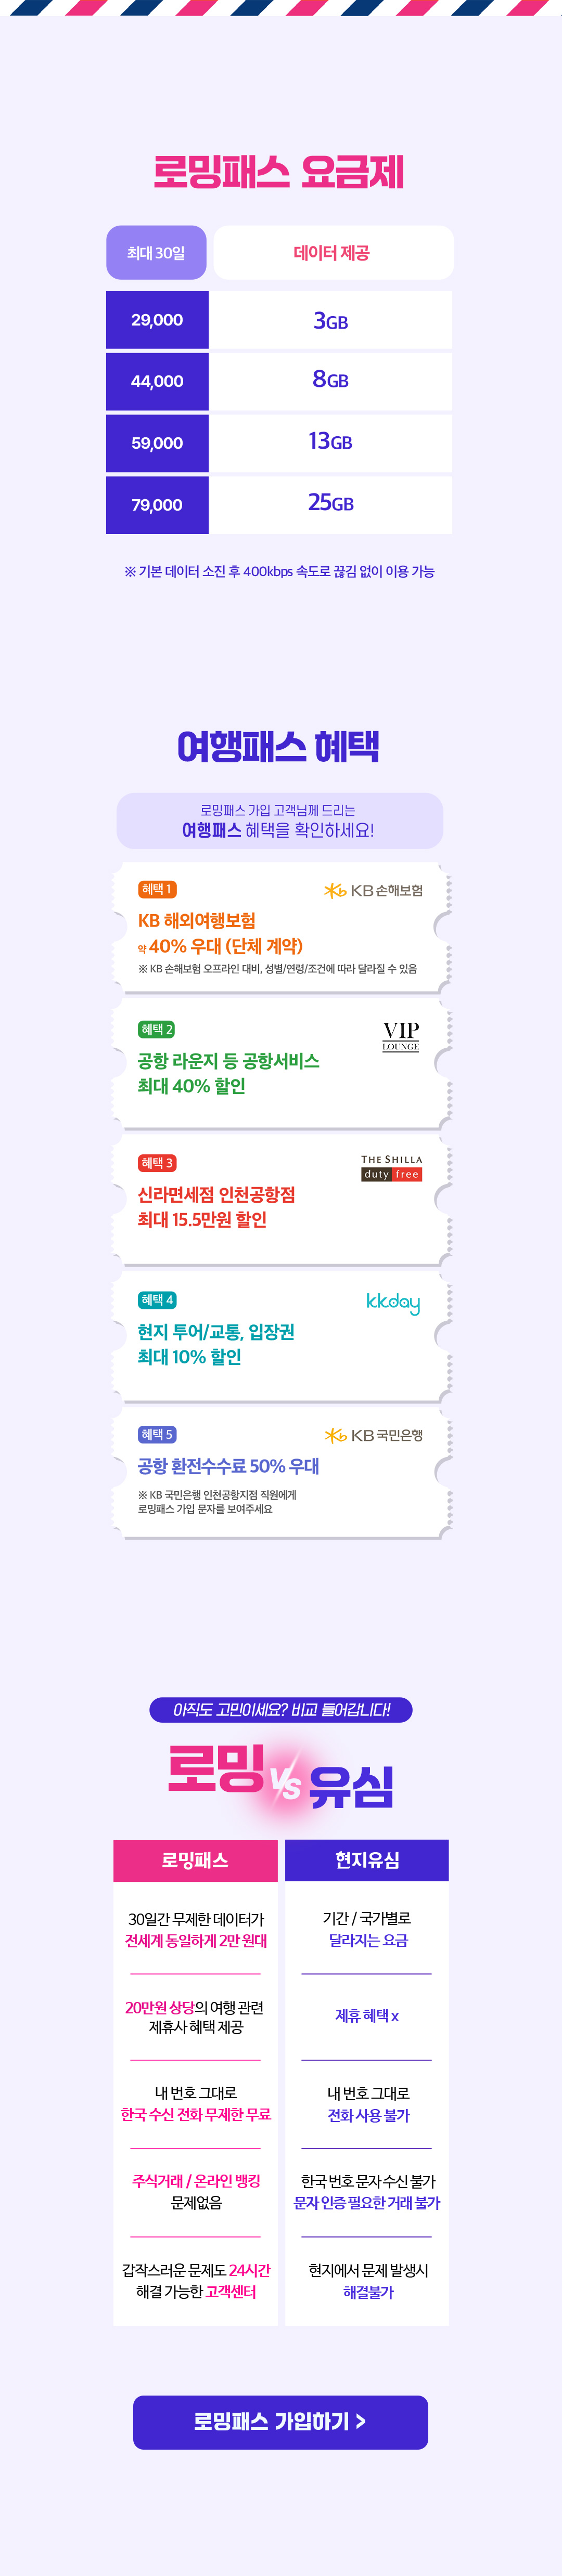 로밍패스 요금제
최대 30일
데이터 제공
29,000
3GB
44,000
8GB
59,000
13GB
79,000
25GB
※ 기본 데이터 소진 후 400kbps 속도로 끊김 없이 이용 가능
여행패스 혜택
로밍패스 가입 고객님께 드리는
여행패스 혜택을 확인하세요!
혜택 1
KB 손해보험
KB 해외여행보험
약 40% 우대 (단체 계약)
※ KB 손해보험 오프라인 대비, 성별/연령/조건에 따라 달라질 수 있음
혜택 2
VIP
LOUNGE
공항 라운지 등 공항서비스
최대 40% 할인
혜택 3
THE SHILLA
duty free
신라면세점 인천공항점
최대 15.5만원 할인
혜택 4
kkday
현지 투어/교통, 입장권
최대 10% 할인
혜택 5
KB 국민은행
공항 환전수수료 50% 우대
※ KB 국민은행 인천공항지점 직원에게
로밍패스 가입 문자를 보여주세요
아직도 고민이세요? 비교 들어갑니다!
로밍 VS 유심
로밍패스
현지유심
30일간 무제한 데이터가
전세계 동일하게 2만 원대
기간 / 국가별로
달라지는 요금
20만원 상당의 여행 관련
제휴사 혜택 제공
제휴 혜택 x
내 번호 그대로
한국 수신 전화 무제한 무료
내 번호 그대로
전화 사용 불가
주식거래 / 온라인 뱅킹
문제없음
한국 번호 문자 수신 불가
문자 인증 필요한 거래 불가
갑작스러운 문제도 24시간
해결 가능한 고객센터
현지에서 문제 발생시
해결불가
로밍패스 가입하기 >